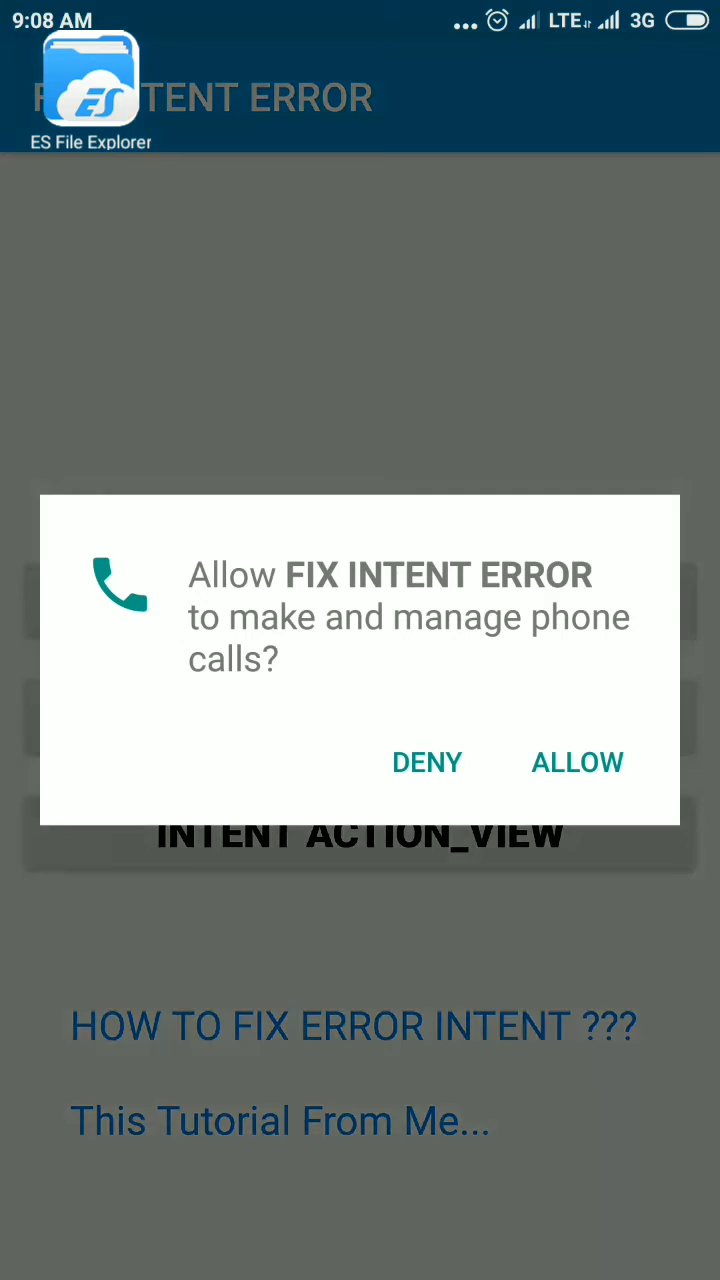 9:08 AM
LTE
3G
TENT ERROR
ES
ES File Explorer
Allow FIX INTENT ERROR
to make and manage phone
calls?
DENY
ALLOW
INTENT ACTION_VIEW
HOW TO FIX ERROR INTENT ???
This Tutorial From Me...